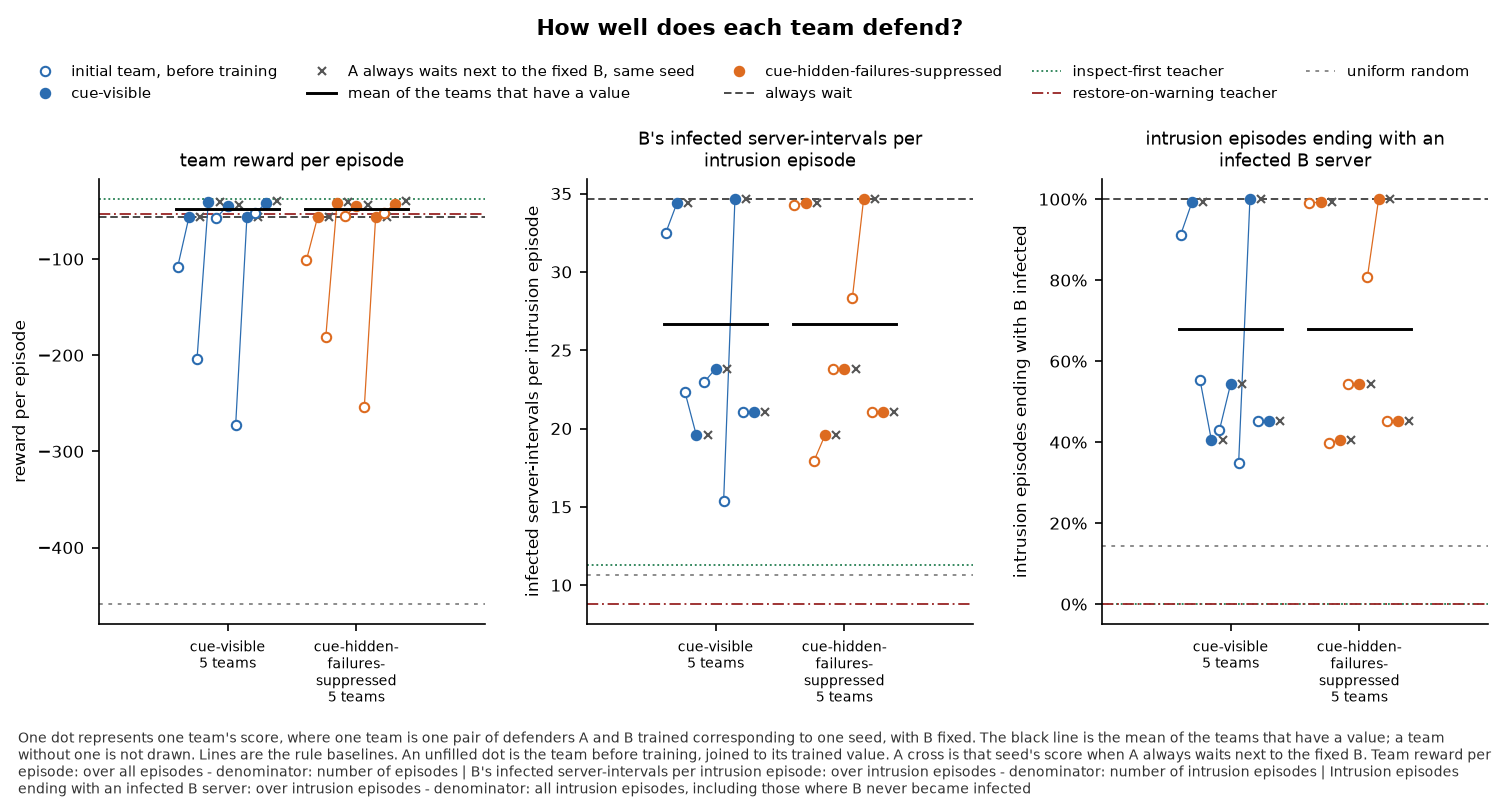 How well does each team defend?
initial team, before training
A always waits next to the fixed B, same seed
cue-hidden-failures-suppressed
inspect-first teacher
uniform random
cue-visible
mean of the teams that have a value
always wait
restore-on-warning teacher
team reward per episode
reward per episode
−100
−200
−300
−400
cue-visible
5 teams
cue-hidden-
failures-
suppressed
5 teams
B's infected server-intervals per
intrusion episode
infected server-intervals per intrusion episode
35
30
25
20
15
10
cue-visible
5 teams
cue-hidden-
failures-
suppressed
5 teams
intrusion episodes ending with an
infected B server
intrusion episodes ending with B infected
100%
80%
60%
40%
20%
0%
cue-visible
5 teams
cue-hidden-
failures-
suppressed
5 teams
One dot represents one team's score, where one team is one pair of defenders A and B trained corresponding to one seed, with B fixed. The black line is the mean of the teams that have a value; a team
without one is not drawn. Lines are the rule baselines. An unfilled dot is the team before training, joined to its trained value. A cross is that seed's score when A always waits next to the fixed B. Team reward per
episode: over all episodes - denominator: number of episodes | B's infected server-intervals per intrusion episode: over intrusion episodes - denominator: number of intrusion episodes | Intrusion episodes
ending with an infected B server: over intrusion episodes - denominator: all intrusion episodes, including those where B never became infected